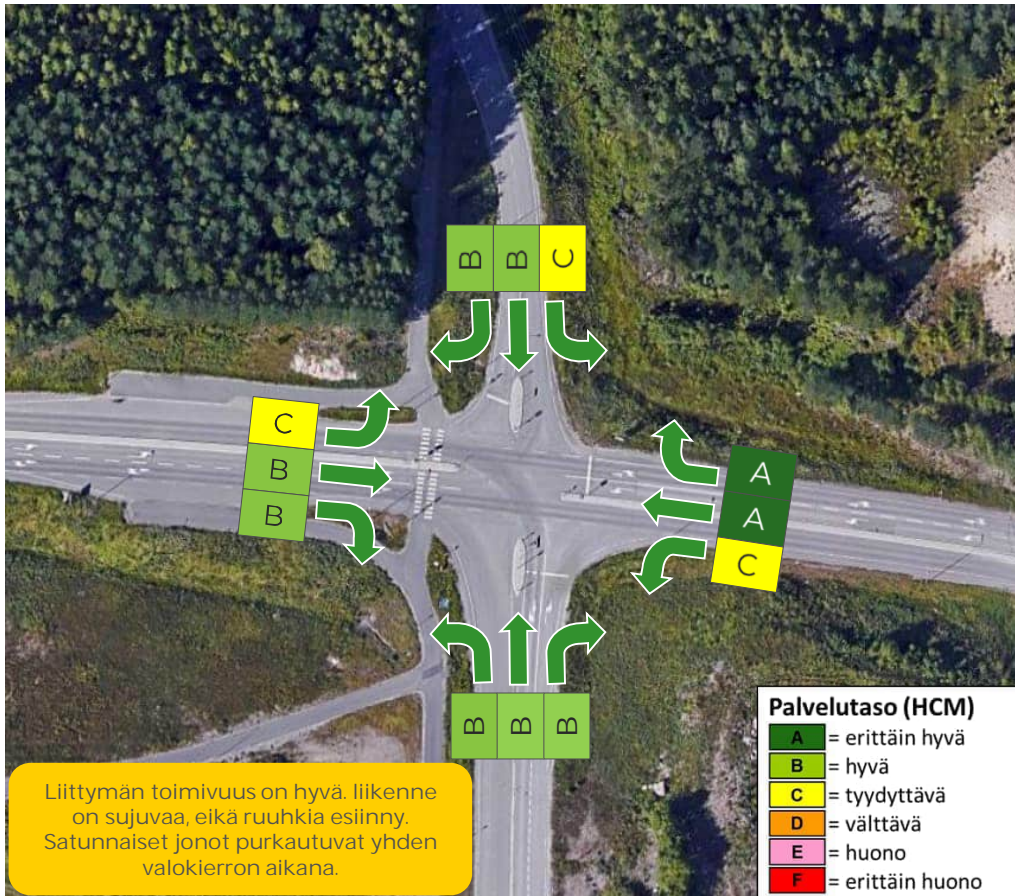 B B C
C
B
B
A
A
C
B B B
Palvelutaso (HCM)
A = erittäin hyvä
B = hyvä
C = tyydyttävä
D = välttävä
E = huono
F = erittäin huono
Liittymän toimivuus on hyvä. liikenne
on sujuvaa, eikä ruuhkia esiinny.
Satunnaiset jonot purkautuvat yhden
valokierron aikana.